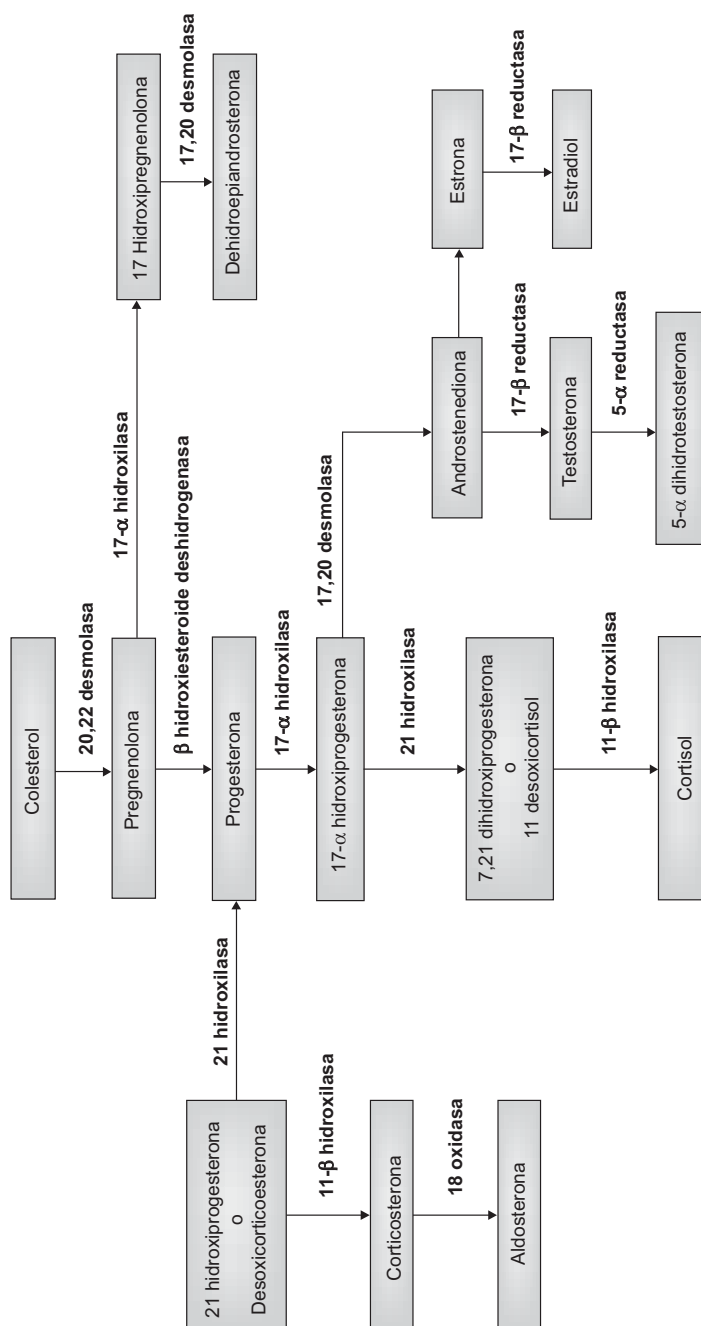 Colesterol
20,22 desmolasa
Pregnenolona
17-α hidroxilasa
17 Hidroxipregnenolona
17,20 desmolasa
Dehidroepiandrosterona
β hidroxiesteroide deshidrogenasa
21 hidroxiprogesterona
o
Desoxicorticoesterona
21 hidroxilasa
Progesterona
17-α hidroxilasa
11-β hidroxilasa
Corticosterona
18 oxidasa
Aldosterona
17-α hidroxiprogesterona
17,20 desmolasa
21 hidroxilasa
7,21 dihidroxiprogesterona
o
11 desoxicortisol
11-β hidroxilasa
Cortisol
Androstenediona
Estrona
17-β reductasa
Estradiol
17-β reductasa
Testosterona
5-α reductasa
5-α dihidrotestosterona